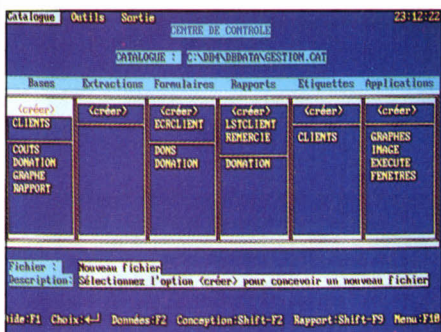 Catalogue Outils Sortie 23:12:22
CENTRE DE CONTROLE
CATALOGUE : C:\DB4\DBDATA\GESTION.CAT
Bases Extractions Formulaires Rapports Etiquettes Applications
<créer> <créer> <créer> <créer> <créer> <créer>
CLIENTS ECRCLIENT LSTCLIENT
REMERCIE CLIENTS GRAPHES
COUTS DONS IMAGE
DONATION DONATION DONATION EXECUTE
GRAPHE FENETRES
RAPPORT
Fichier : Nouveau fichier
Description: Sélectionnez l'option <créer> pour concevoir un nouveau fichier
Aide:F1 Choix:◄┘ Données:F2 Conception:Shift-F2 Rapport:Shift-F9 Menu:F10